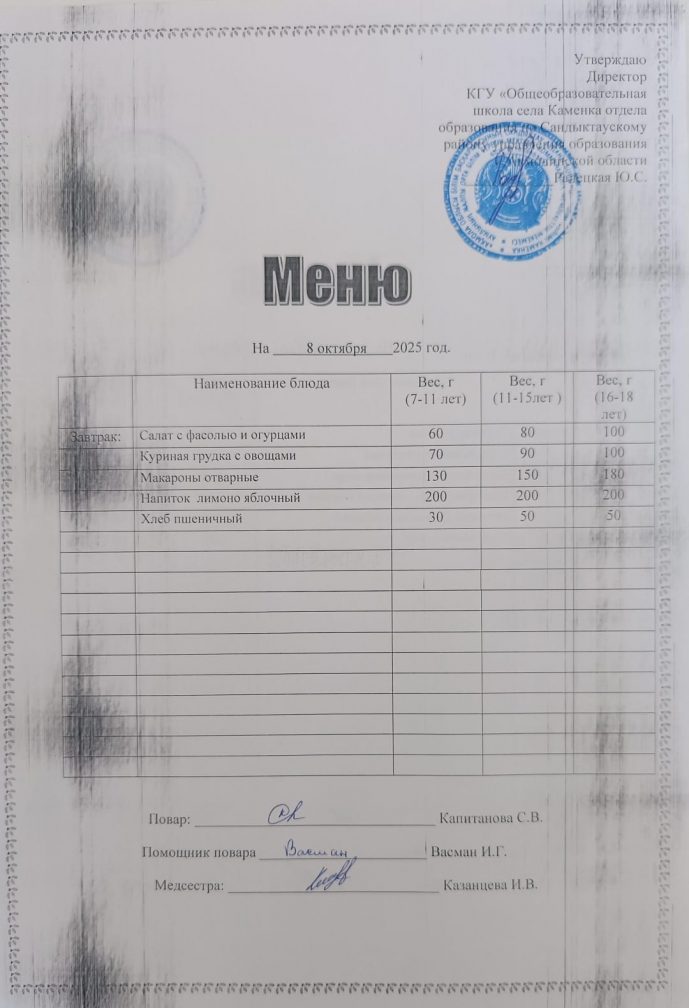 Утверждаю
Директор
КГУ «Общеобразовательная
школа села Каменка отдела
образования по Сандыктаускому
району управления образования
Акмолинской области
Ю.С.
Меню
На 8 октября 2025 год.
Наименование блюда Вес, г (7-11 лет) Вес, г (11-15лет ) Вес, г (16-18 лет)
Завтрак: Салат с фасолью и огурцами 60 80 100
Куриная грудка с овощами 70 90 100
Макароны отварные 130 150 180
Напиток лимоно яблочный 200 200 200
Хлеб пшеничный 30 50 50
Повар: Капитанова С.В.
Помощник повара Васман Васман И.Г.
Медсестра: Казанцева И.В.